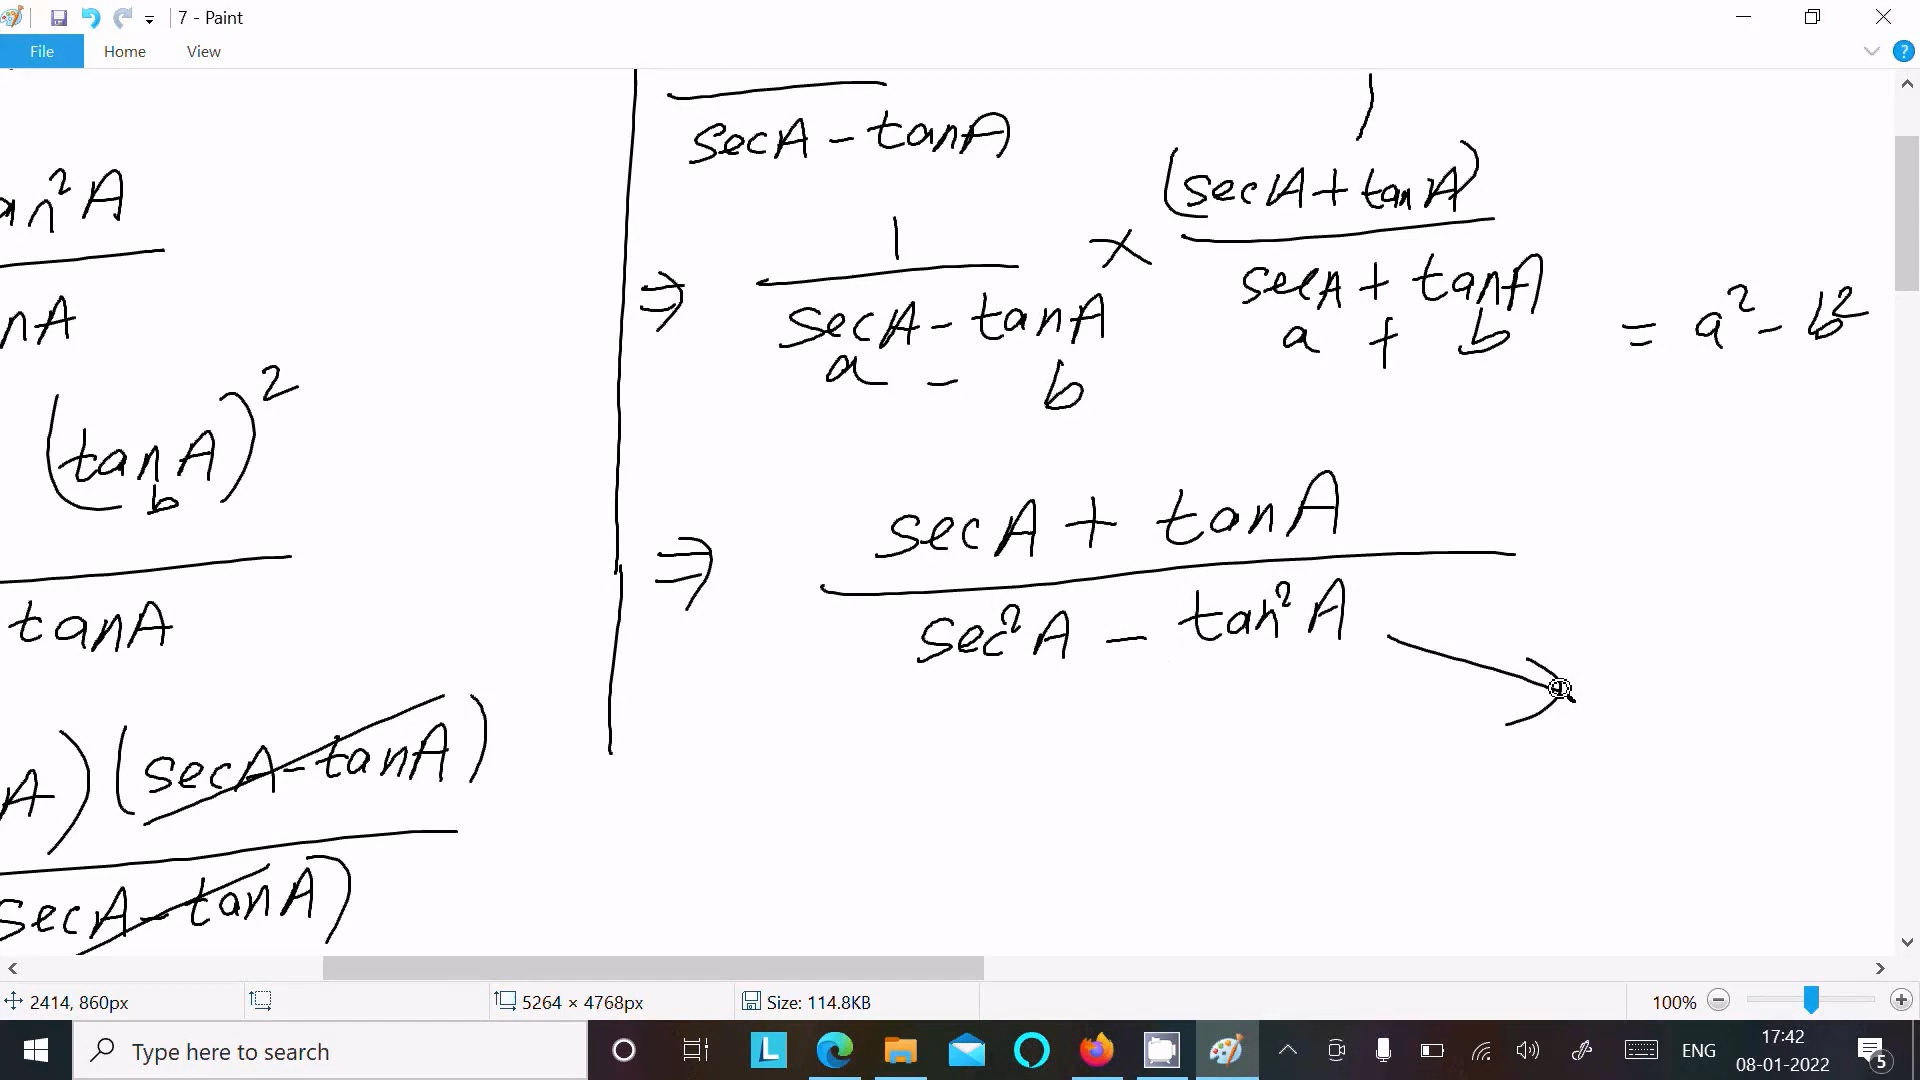 7 - Paint
File Home View
secA - tanA
1
an²A
nA
⇒ 1 / (secA - tanA) × (secA + tanA) / (secA + tanA)
a - b
a + b = a² - b²
(tanA)²
b
tanA
⇒ (secA + tanA) / (sec²A - tan²A)
A) (secA - tanA)
secA - tanA)
2414, 860px 5264 × 4768px Size: 114.8KB 100%
Type here to search
L
ENG
17:42
08-01-2022
5